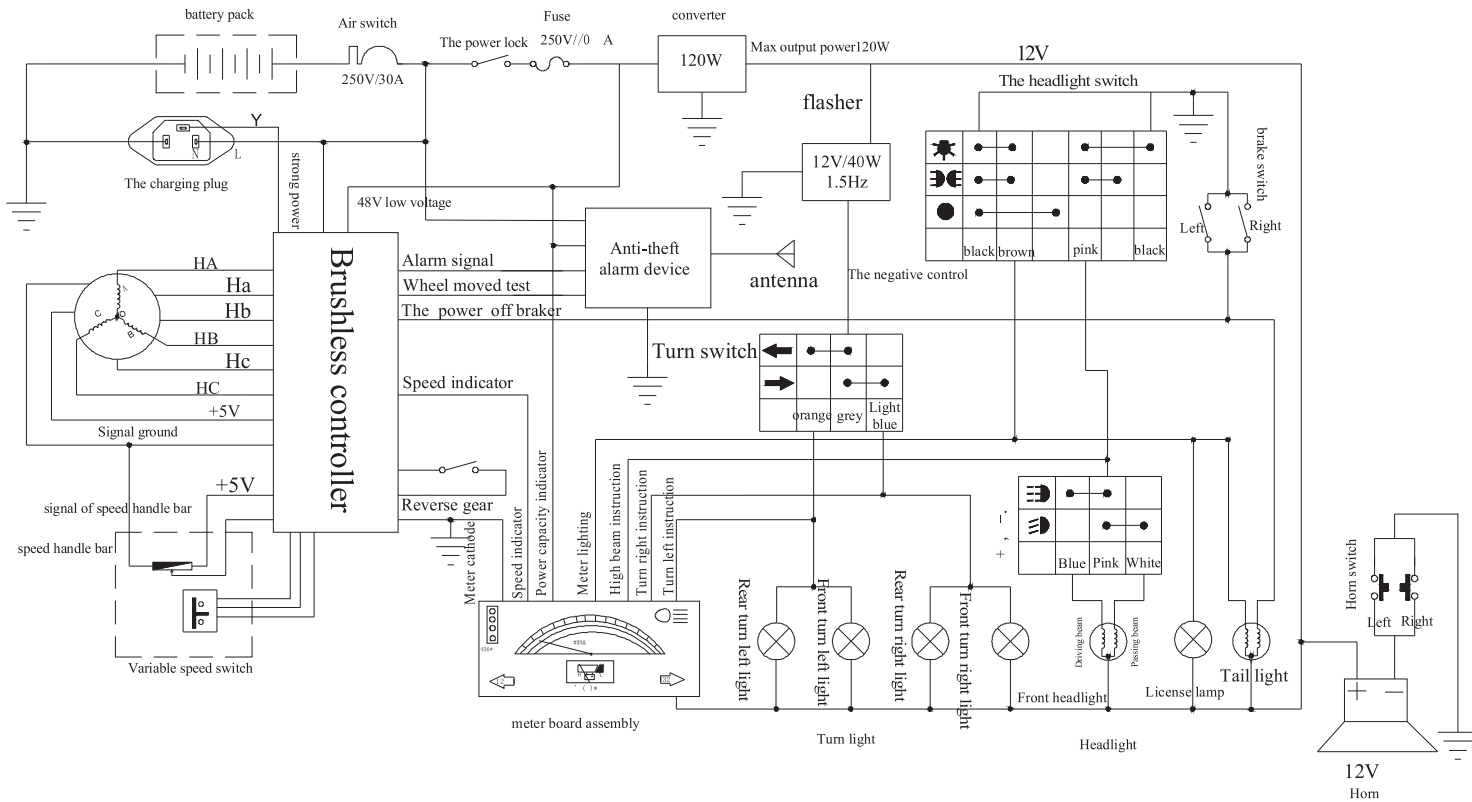 battery pack
Air switch
250V/30A
The power lock
Fuse
250V//0 A
converter
120W
Max output power120W
12V
The headlight switch
flasher
12V/40W
1.5Hz
brake switch
Left
Right
black
brown
pink
black
Y
N
L
The charging plug
strong power
48V low voltage
Anti-theft
alarm device
antenna
The negative control
Brushless controller
HA
Ha
Hb
HB
Hc
HC
+5V
Signal ground
A
B
C
Alarm signal
Wheel moved test
The power off braker
Speed indicator
Reverse gear
Turn switch
orange
grey
Light
blue
+5V
signal of speed handle bar
speed handle bar
Variable speed switch
Meter cathode
Speed indicator
Power capacity indicator
Meter lighting
High beam instruction
Turn right instruction
Turn left instruction
meter board assembly
+ , -.
Blue
Pink
White
Rear turn left light
Front turn left light
Rear turn right light
Front turn right light
Turn light
Driving beam
Passing beam
Front headlight
Headlight
License lamp
Tail light
Horn switch
Left
Right
+
-
12V
Horn